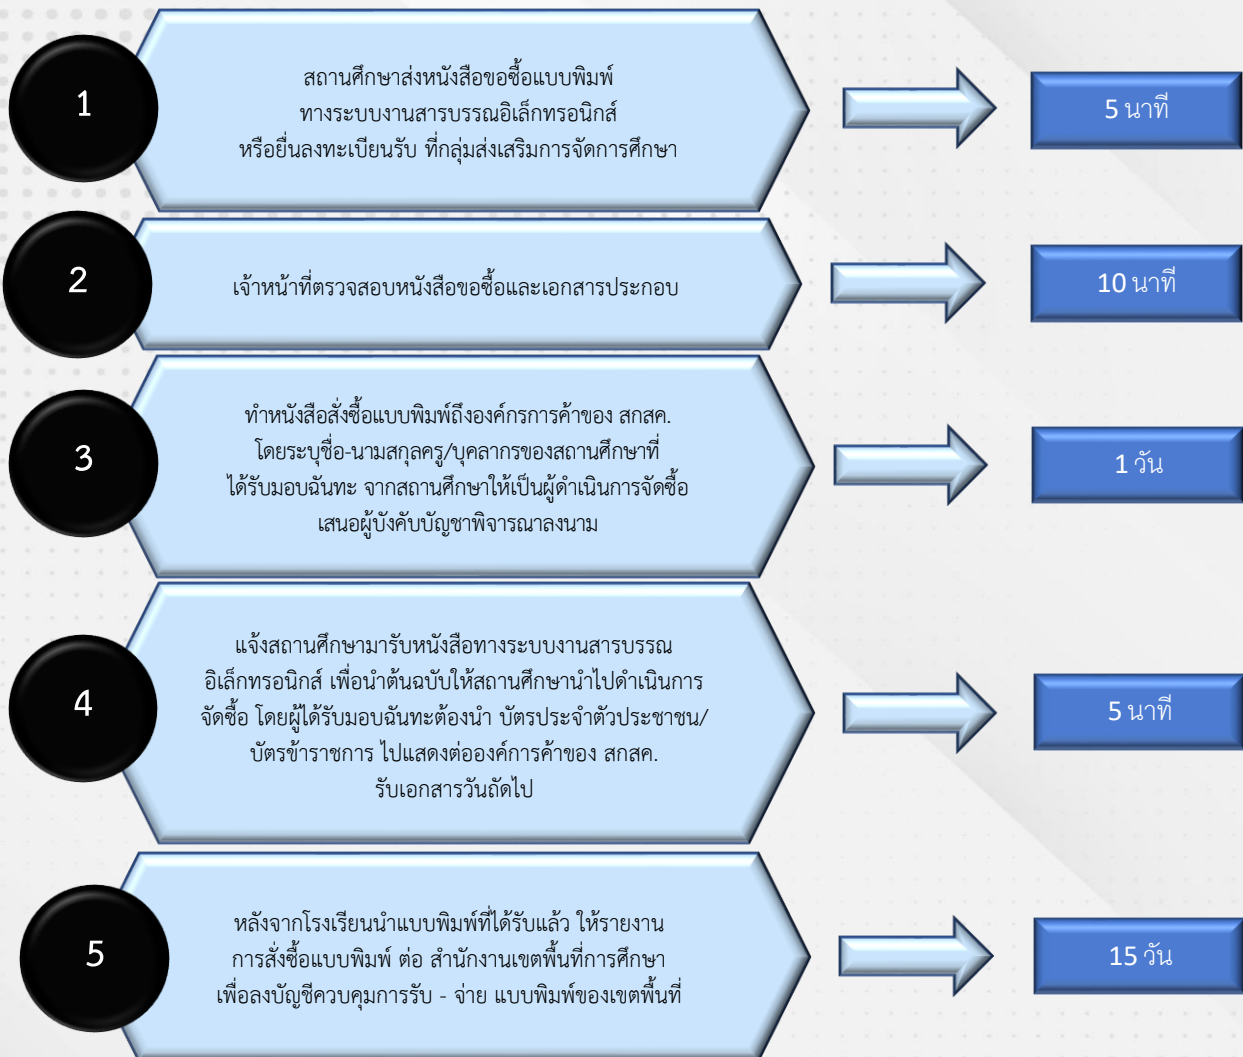 1
สถานศึกษาส่งหนังสือขอซื้อแบบพิมพ์
ทางระบบงานสารบรรณอิเล็กทรอนิกส์
หรือยื่นลงทะเบียนรับ ที่กลุ่มส่งเสริมการจัดการศึกษา
5 นาที
2
เจ้าหน้าที่ตรวจสอบหนังสือขอซื้อและเอกสารประกอบ
10 นาที
3
ทำหนังสือสั่งซื้อแบบพิมพ์ถึงองค์กรการค้าของ สกสค.
โดยระบุชื่อ-นามสกุลครู/บุคลากรของสถานศึกษาที่
ได้รับมอบฉันทะ จากสถานศึกษาให้เป็นผู้ดำเนินการจัดซื้อ
เสนอผู้บังคับบัญชาพิจารณาลงนาม
1 วัน
4
แจ้งสถานศึกษามารับหนังสือทางระบบงานสารบรรณ
อิเล็กทรอนิกส์ เพื่อนำต้นฉบับให้สถานศึกษานำไปดำเนินการ
จัดซื้อ โดยผู้ได้รับมอบฉันทะต้องนำ บัตรประจำตัวประชาชน/
บัตรข้าราชการ ไปแสดงต่อองค์การค้าของ สกสค.
รับเอกสารวันถัดไป
5 นาที
5
หลังจากโรงเรียนนำแบบพิมพ์ที่ได้รับแล้ว ให้รายงาน
การสั่งซื้อแบบพิมพ์ ต่อ สำนักงานเขตพื้นที่การศึกษา
เพื่อลงบัญชีควบคุมการรับ - จ่าย แบบพิมพ์ของเขตพื้นที่
15 วัน